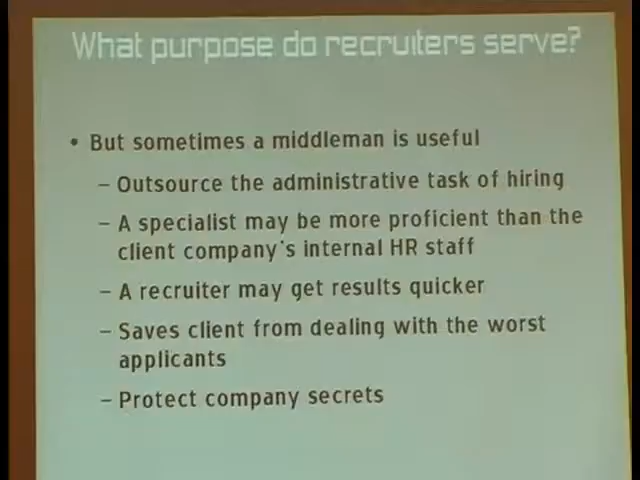 What purpose do recruiters serve?
• But sometimes a middleman is useful
– Outsource the administrative task of hiring
– A specialist may be more proficient than the
client company's internal HR staff
– A recruiter may get results quicker
– Saves client from dealing with the worst
applicants
– Protect company secrets